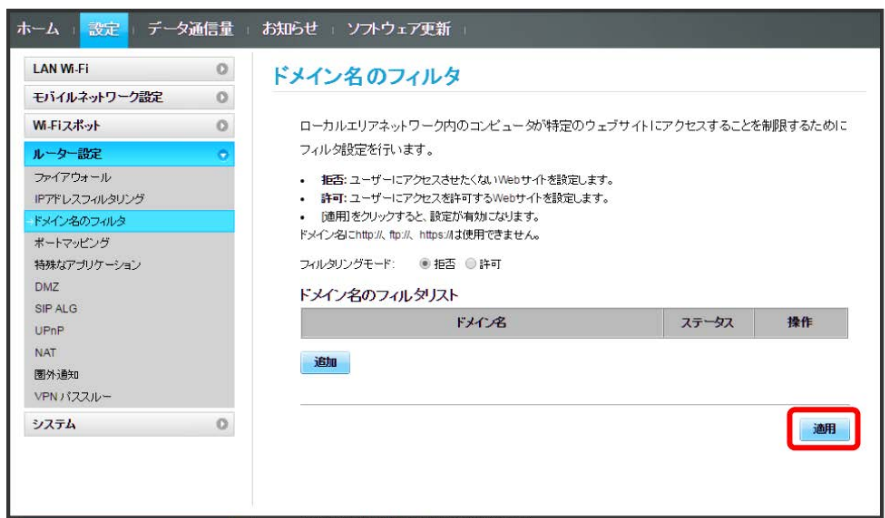 ホーム 設定 データ通信量 お知らせ ソフトウェア更新
LAN Wi-Fi
モバイルネットワーク設定
Wi-Fiスポット
ルーター設定
ファイアウォール
IPアドレスフィルタリング
ドメイン名のフィルタ
ポートマッピング
特殊なアプリケーション
DMZ
SIP ALG
UPnP
NAT
圏外通知
VPN パススルー
システム
ドメイン名のフィルタ
ローカルエリアネットワーク内のコンピュータが特定のウェブサイトにアクセスすることを制限するために
フィルタ設定を行います。
• 拒否: ユーザーにアクセスさせたくないWebサイトを設定します。
• 許可: ユーザーにアクセスを許可するWebサイトを設定します。
• [適用]をクリックすると、設定が有効になります。
ドメイン名にhttp://、ftp://、https://は使用できません。
フィルタリングモード: 拒否 許可
ドメイン名のフィルタリスト
ドメイン名 ステータス 操作
追加
適用